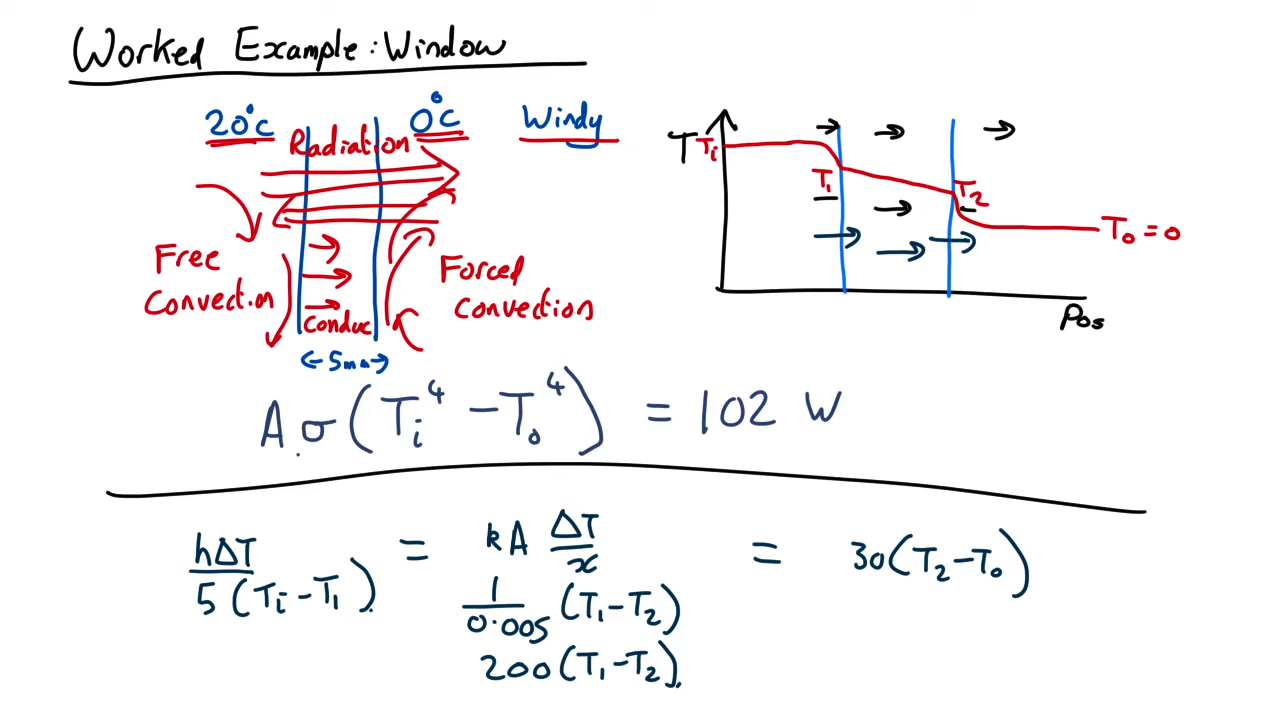 Worked Example: Window
20°C
0°C
Windy
Radiation
Free
Convection
Forced
Convection
Conduc
← 5mm →
T
Ti
T1
T2
To = 0
Pos
Aσ(Ti⁴ - To⁴) = 102 W
hΔT = kA ΔT/x = 30(T2 - To)
5(Ti - T1)
1/0.005 (T1 - T2)
200(T1 - T2).